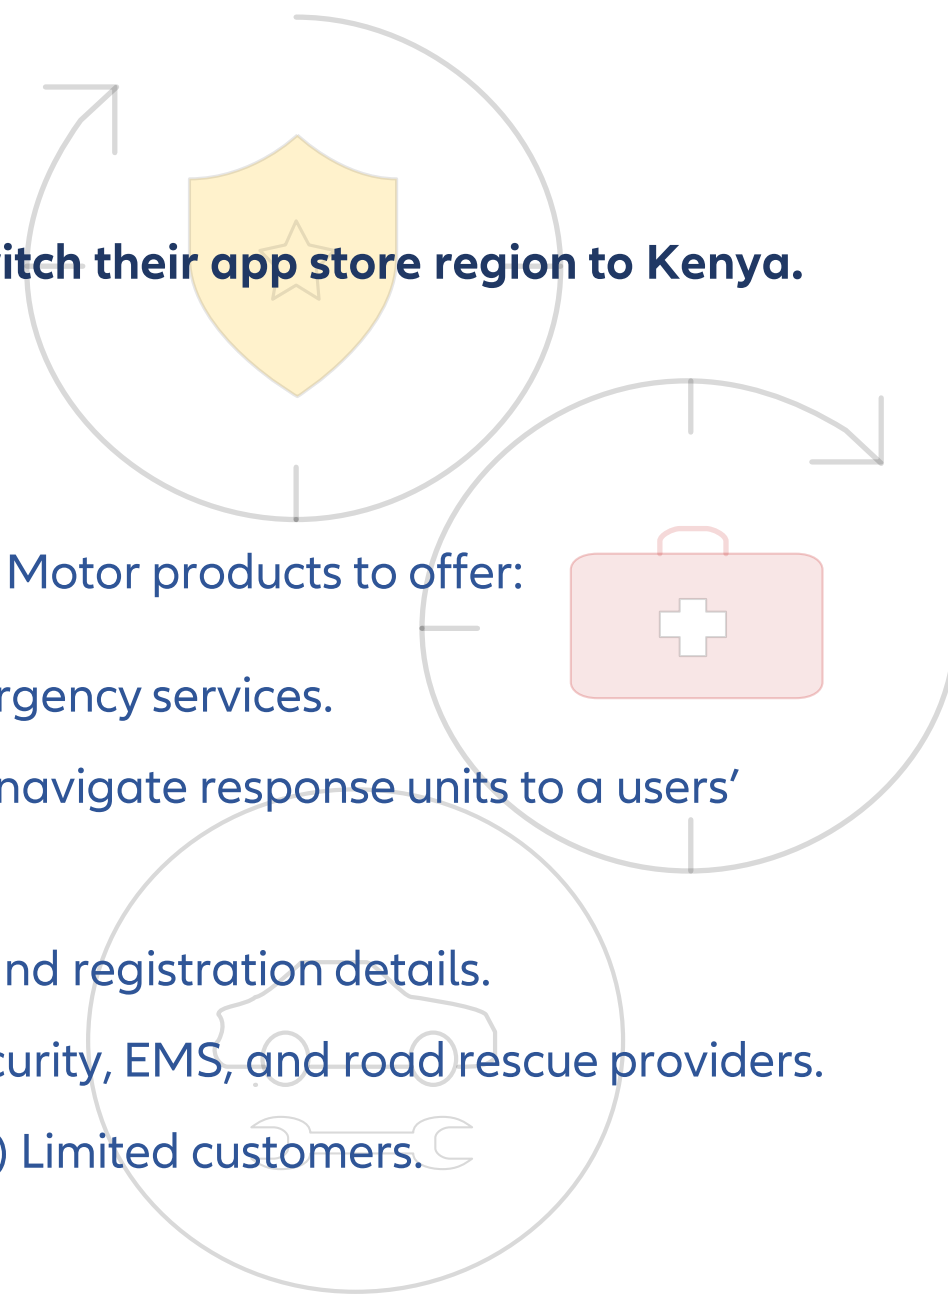 itch their app store region to Kenya.
Motor products to offer:
rgency services.
navigate response units to a users’
nd registration details.
curity, EMS, and road rescue providers.
) Limited customers.